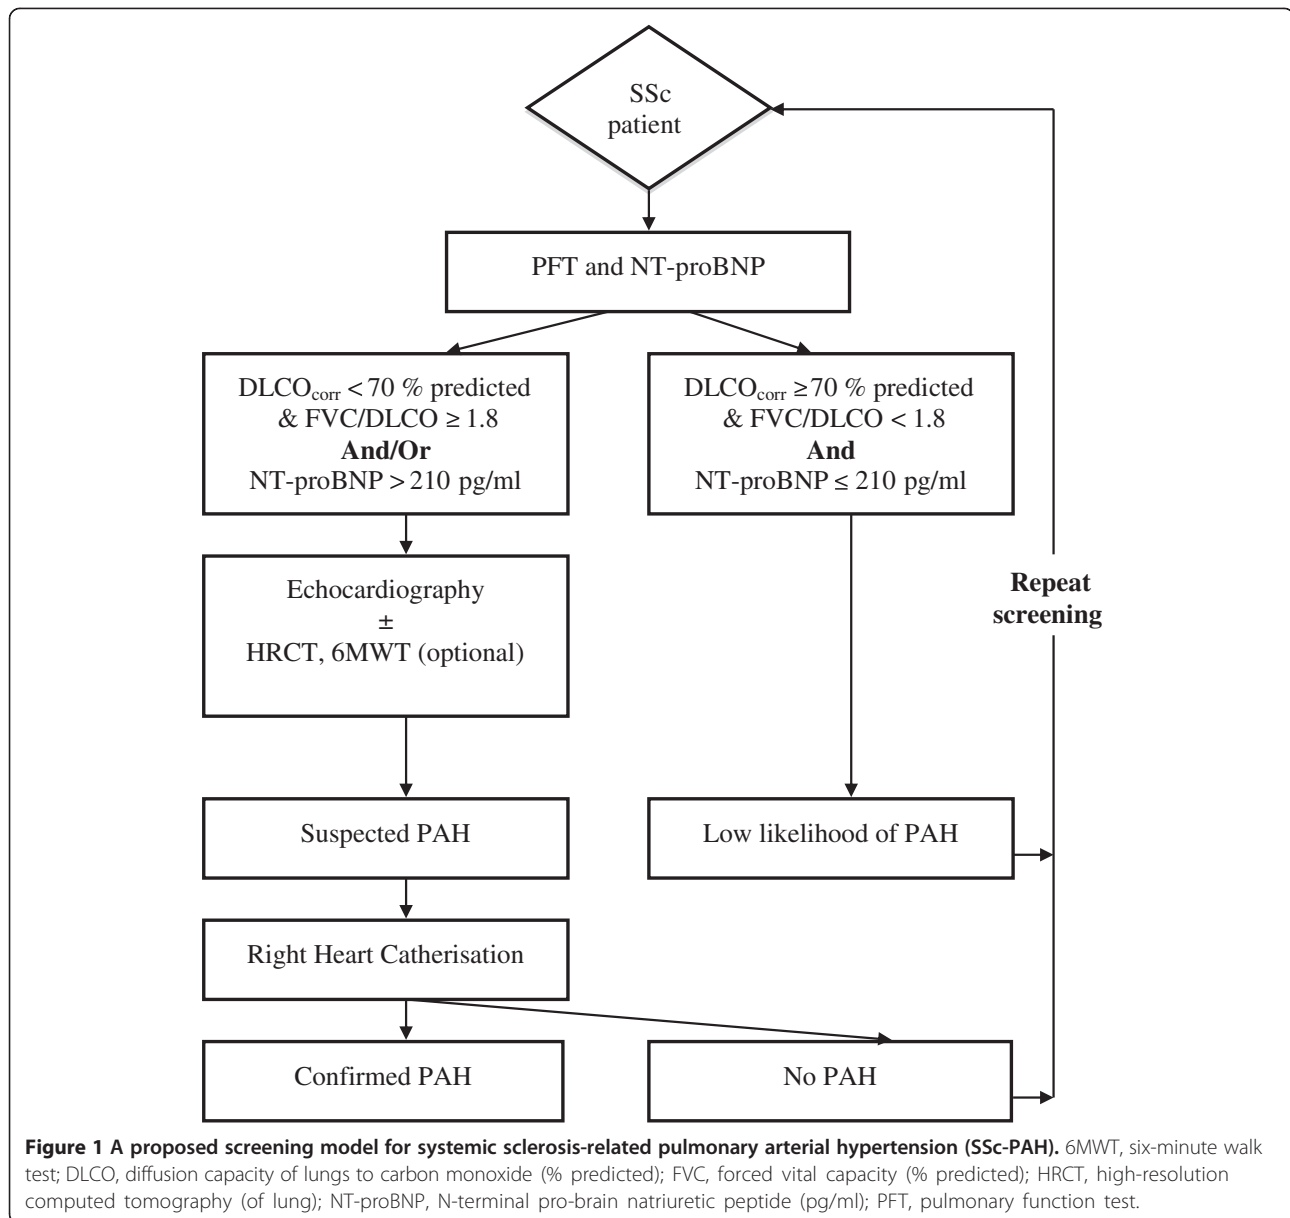 SSc
patient
PFT and NT-proBNP
DLCOcorr < 70 % predicted
& FVC/DLCO ≥ 1.8
And/Or
NT-proBNP > 210 pg/ml
DLCOcorr ≥ 70 % predicted
& FVC/DLCO < 1.8
And
NT-proBNP ≤ 210 pg/ml
Echocardiography
±
HRCT, 6MWT (optional)
Repeat
screening
Suspected PAH
Low likelihood of PAH
Right Heart Catherisation
Confirmed PAH
No PAH
Figure 1 A proposed screening model for systemic sclerosis-related pulmonary arterial hypertension (SSc-PAH). 6MWT, six-minute walk
test; DLCO, diffusion capacity of lungs to carbon monoxide (% predicted); FVC, forced vital capacity (% predicted); HRCT, high-resolution
computed tomography (of lung); NT-proBNP, N-terminal pro-brain natriuretic peptide (pg/ml); PFT, pulmonary function test.